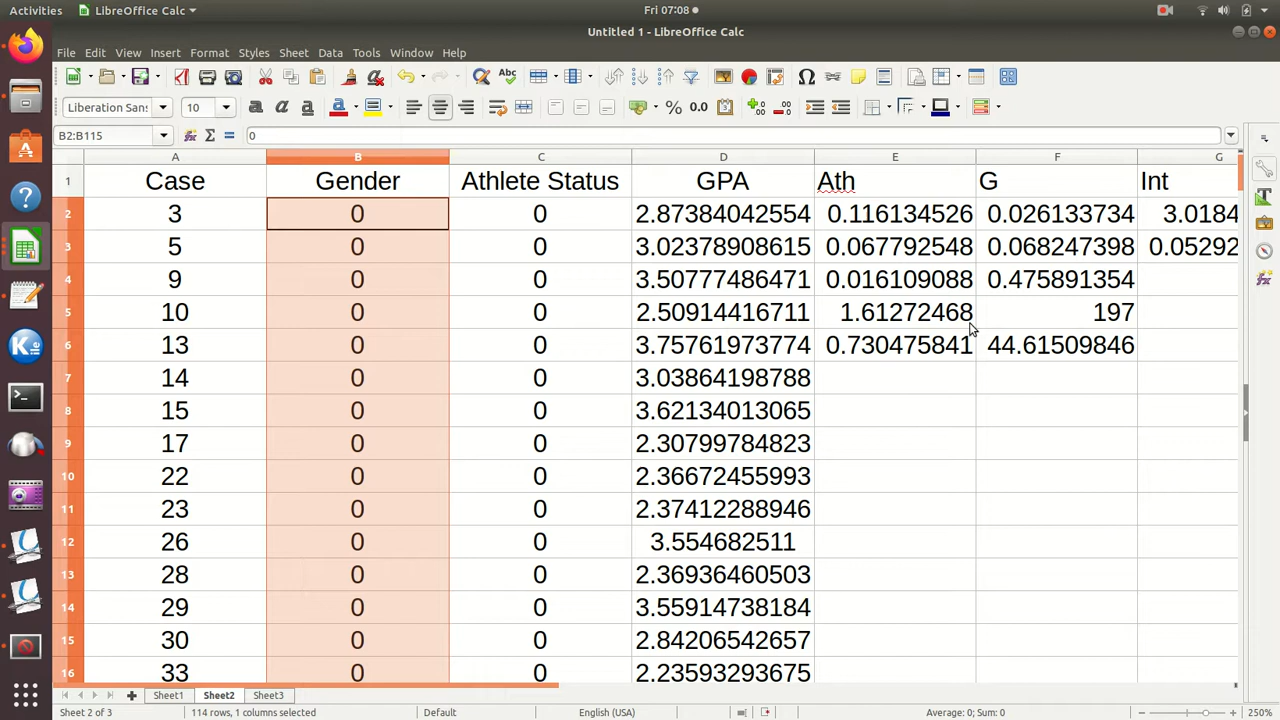 Activities LibreOffice Calc Fri 07:08
Untitled 1 - LibreOffice Calc
File Edit View Insert Format Styles Sheet Data Tools Window Help
Liberation Sans 10
B2:B115 0
A B C D E F G
1 Case Gender Athlete Status GPA Ath G Int
2 3 0 0 2.87384042554 0.116134526 0.026133734 3.0184
3 5 0 0 3.02378908615 0.067792548 0.068247398 0.05292
4 9 0 0 3.50777486471 0.016109088 0.475891354
5 10 0 0 2.50914416711 1.61272468 197
6 13 0 0 3.75761973774 0.730475841 44.61509846
7 14 0 0 3.03864198788
8 15 0 0 3.62134013065
9 17 0 0 2.30799784823
10 22 0 0 2.36672455993
11 23 0 0 2.37412288946
12 26 0 0 3.554682511
13 28 0 0 2.36936460503
14 29 0 0 3.55914738184
15 30 0 0 2.84206542657
16 33 0 0 2.23593293675
Sheet1 Sheet2 Sheet3
Sheet 2 of 3 114 rows, 1 columns selected Default English (USA) Average: 0; Sum: 0 250%